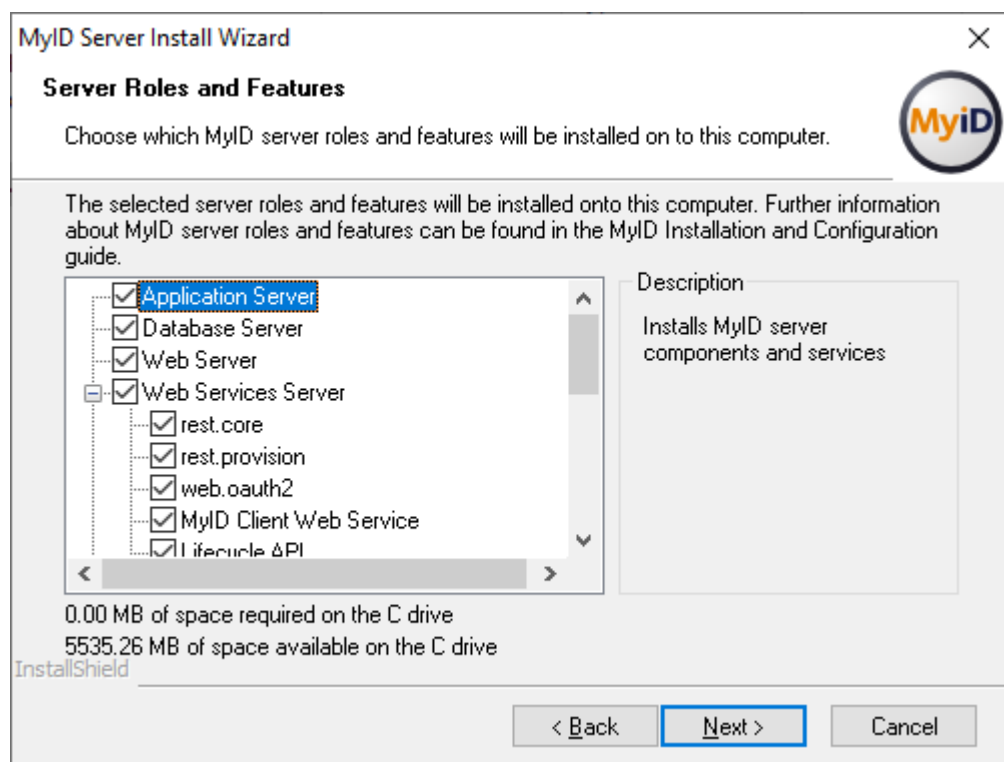 MyID Server Install Wizard
Server Roles and Features
Choose which MyID server roles and features will be installed on to this computer.
MyiD
The selected server roles and features will be installed onto this computer. Further information
about MyID server roles and features can be found in the MyID Installation and Configuration
guide.
Application Server
Database Server
Web Server
Web Services Server
rest.core
rest.provision
web.oauth2
MyID Client Web Service
Lifecycle API
Description
Installs MyID server
components and services
0.00 MB of space required on the C drive
5535.26 MB of space available on the C drive
InstallShield
< Back
Next >
Cancel